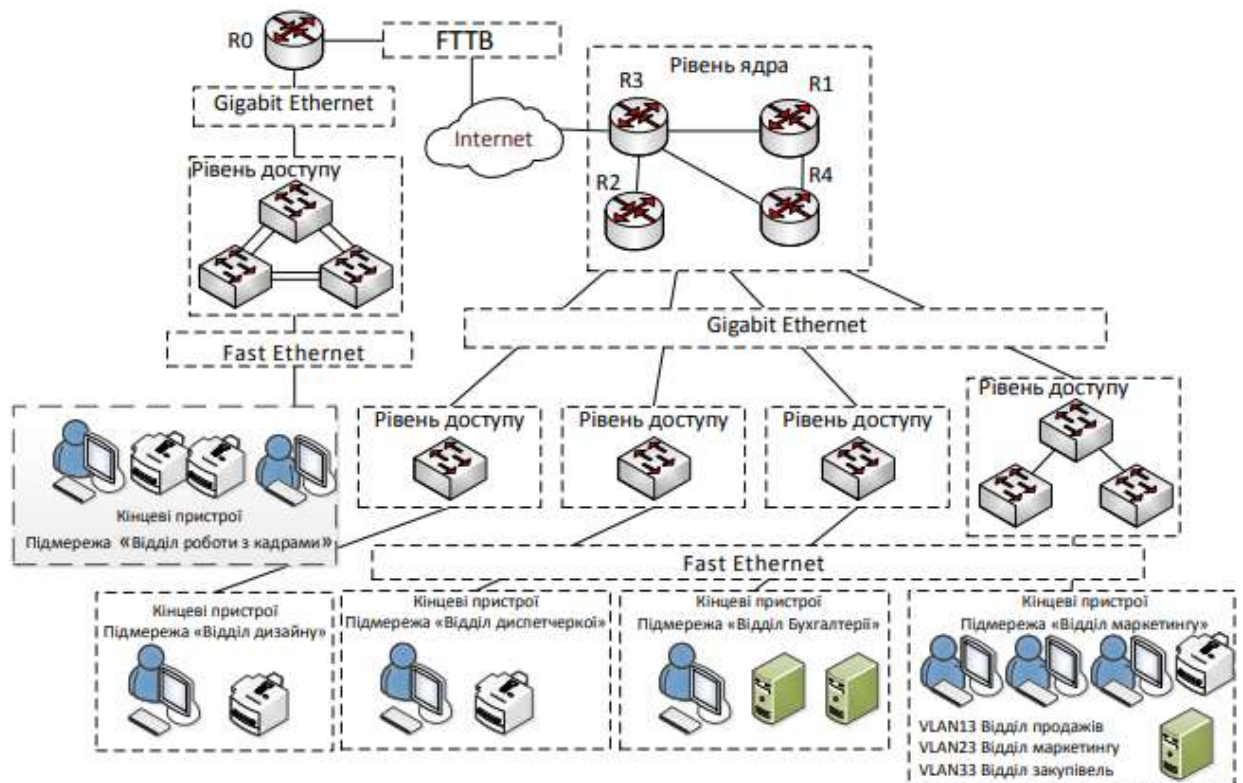 R0
FTTB
Gigabit Ethernet
Internet
Рівень ядра
R3
R1
R2
R4
Рівень доступу
Fast Ethernet
Gigabit Ethernet
Кінцеві пристрої
Підмережа «Відділ роботи з кадрами»
Рівень доступу
Рівень доступу
Рівень доступу
Рівень доступу
Fast Ethernet
Кінцеві пристрої
Підмережа «Відділ дизайну»
Кінцеві пристрої
Підмережа «Відділ диспетчеркої»
Кінцеві пристрої
Підмережа «Відділ Бухгалтерії»
Кінцеві пристрої
Підмережа «Відділ маркетингу»
VLAN13 Відділ продажів
VLAN23 Відділ маркетингу
VLAN33 Відділ закупівель